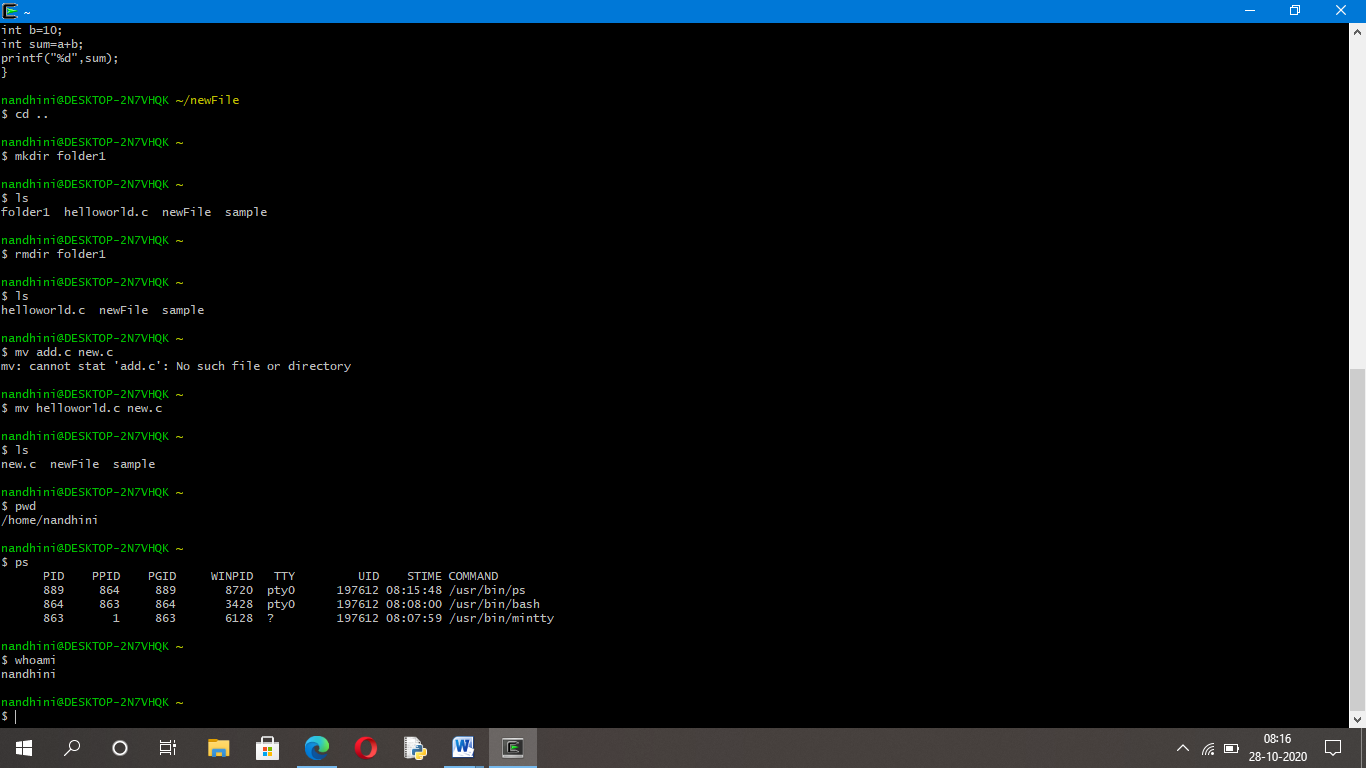 ~
int b=10;
int sum=a+b;
printf("%d",sum);
}
nandhini@DESKTOP-2N7VHQK ~/newFile
$ cd ..
nandhini@DESKTOP-2N7VHQK ~
$ mkdir folder1
nandhini@DESKTOP-2N7VHQK ~
$ ls
folder1  helloworld.c  newFile  sample
nandhini@DESKTOP-2N7VHQK ~
$ rmdir folder1
nandhini@DESKTOP-2N7VHQK ~
$ ls
helloworld.c  newFile  sample
nandhini@DESKTOP-2N7VHQK ~
$ mv add.c new.c
mv: cannot stat 'add.c': No such file or directory
nandhini@DESKTOP-2N7VHQK ~
$ mv helloworld.c new.c
nandhini@DESKTOP-2N7VHQK ~
$ ls
new.c  newFile  sample
nandhini@DESKTOP-2N7VHQK ~
$ pwd
/home/nandhini
nandhini@DESKTOP-2N7VHQK ~
$ ps
      PID    PPID    PGID     WINPID   TTY         UID    STIME COMMAND
      889     864     889       8720  pty0      197612 08:15:48 /usr/bin/ps
      864     863     864       3428  pty0      197612 08:08:00 /usr/bin/bash
      863       1     863       6128  ?         197612 08:07:59 /usr/bin/mintty
nandhini@DESKTOP-2N7VHQK ~
$ whoami
nandhini
nandhini@DESKTOP-2N7VHQK ~
$
08:16
28-10-2020